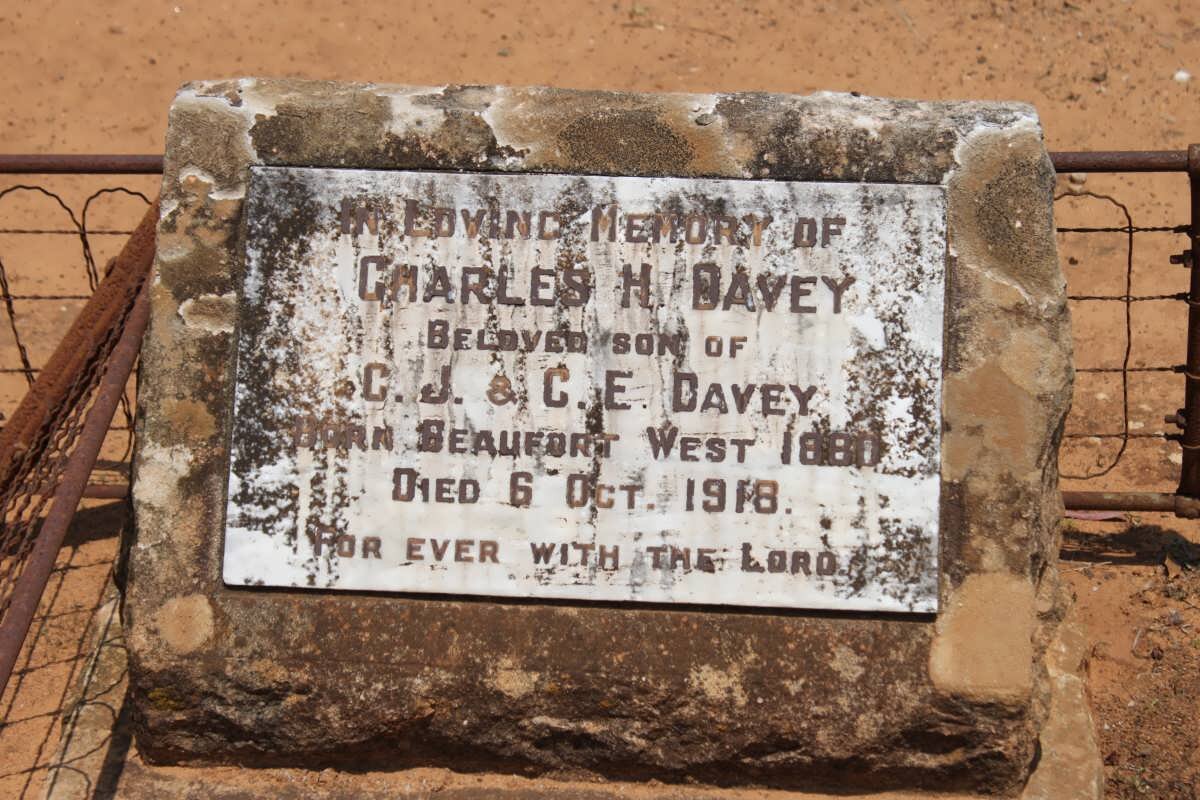 In Loving Memory of
Charles H. Davey
Beloved son of
C. J. & C. E. Davey
Born Beaufort West 1880
Died 6 Oct. 1918.
For ever with the Lord.